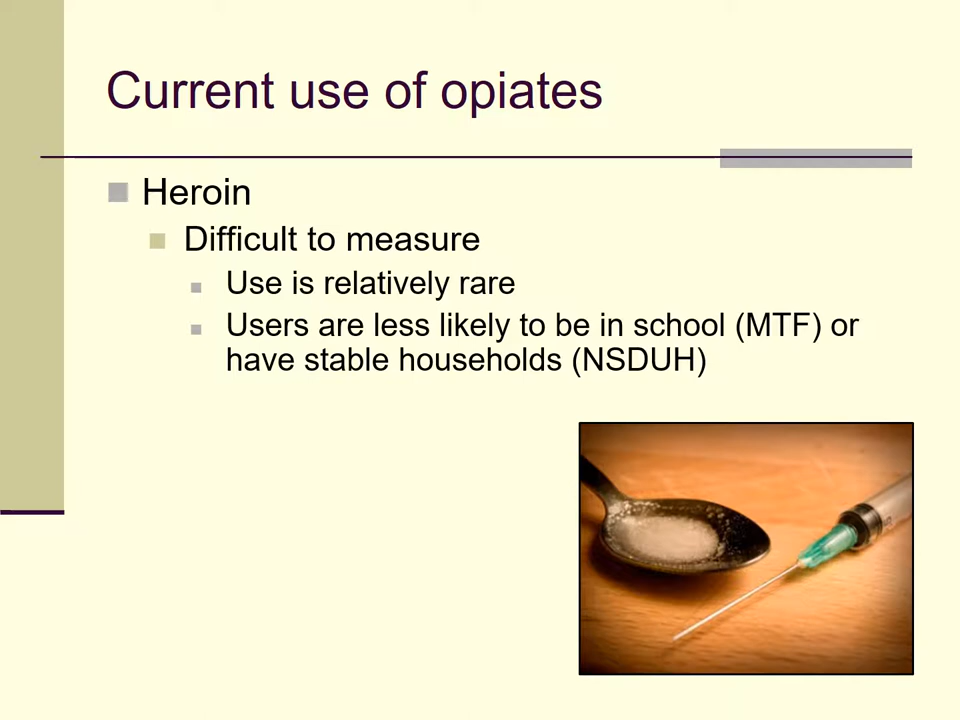 Current use of opiates
Heroin
Difficult to measure
Use is relatively rare
Users are less likely to be in school (MTF) or
have stable households (NSDUH)